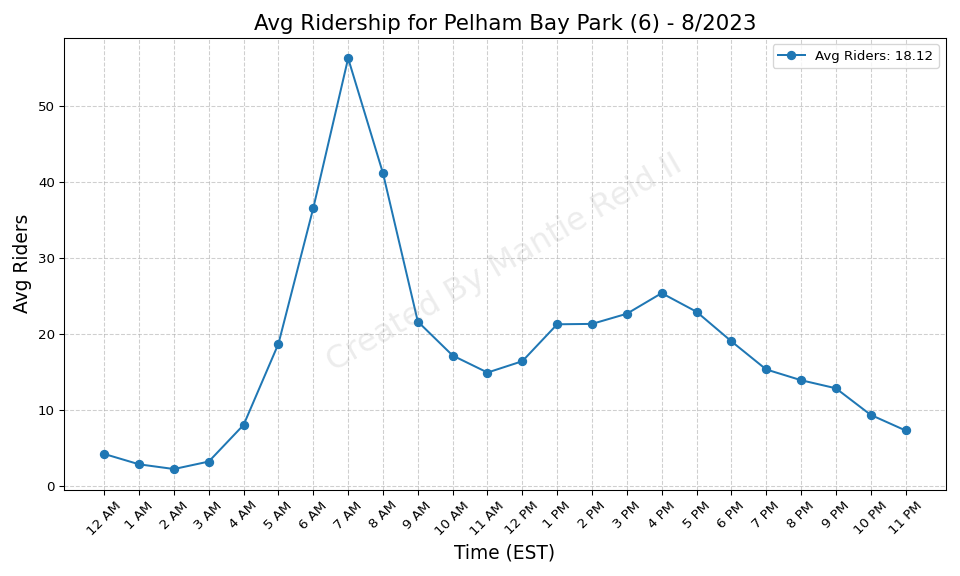 Avg Ridership for Pelham Bay Park (6) - 8/2023
Avg Riders: 18.12
Avg Riders
50
40
30
20
10
0
Created By Mantie Reid II
12 AM
1 AM
2 AM
3 AM
4 AM
5 AM
6 AM
7 AM
8 AM
9 AM
10 AM
11 AM
12 PM
1 PM
2 PM
3 PM
4 PM
5 PM
6 PM
7 PM
8 PM
9 PM
10 PM
11 PM
Time (EST)